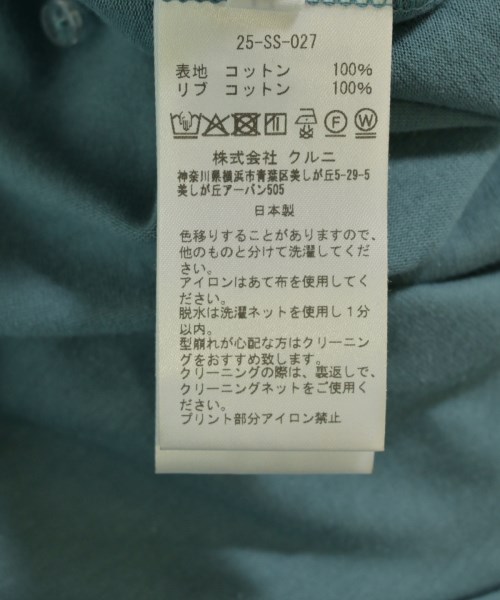 25-SS-027
表地 コットン 100%
リブ コットン 100%
F W
株式会社 クルニ
神奈川県横浜市青葉区美しが丘5-29-5
美しが丘アーバン505
日本製
色移りすることがありますので、
他のものと分けて洗濯してくだ
さい。
アイロンはあて布を使用してく
ださい。
脱水は洗濯ネットを使用し1分
以内。
型崩れが心配な方はクリーニン
グをおすすめ致します。
クリーニングの際は、裏返しで、
クリーニングネットをご使用く
ださい。
プリント部分アイロン禁止